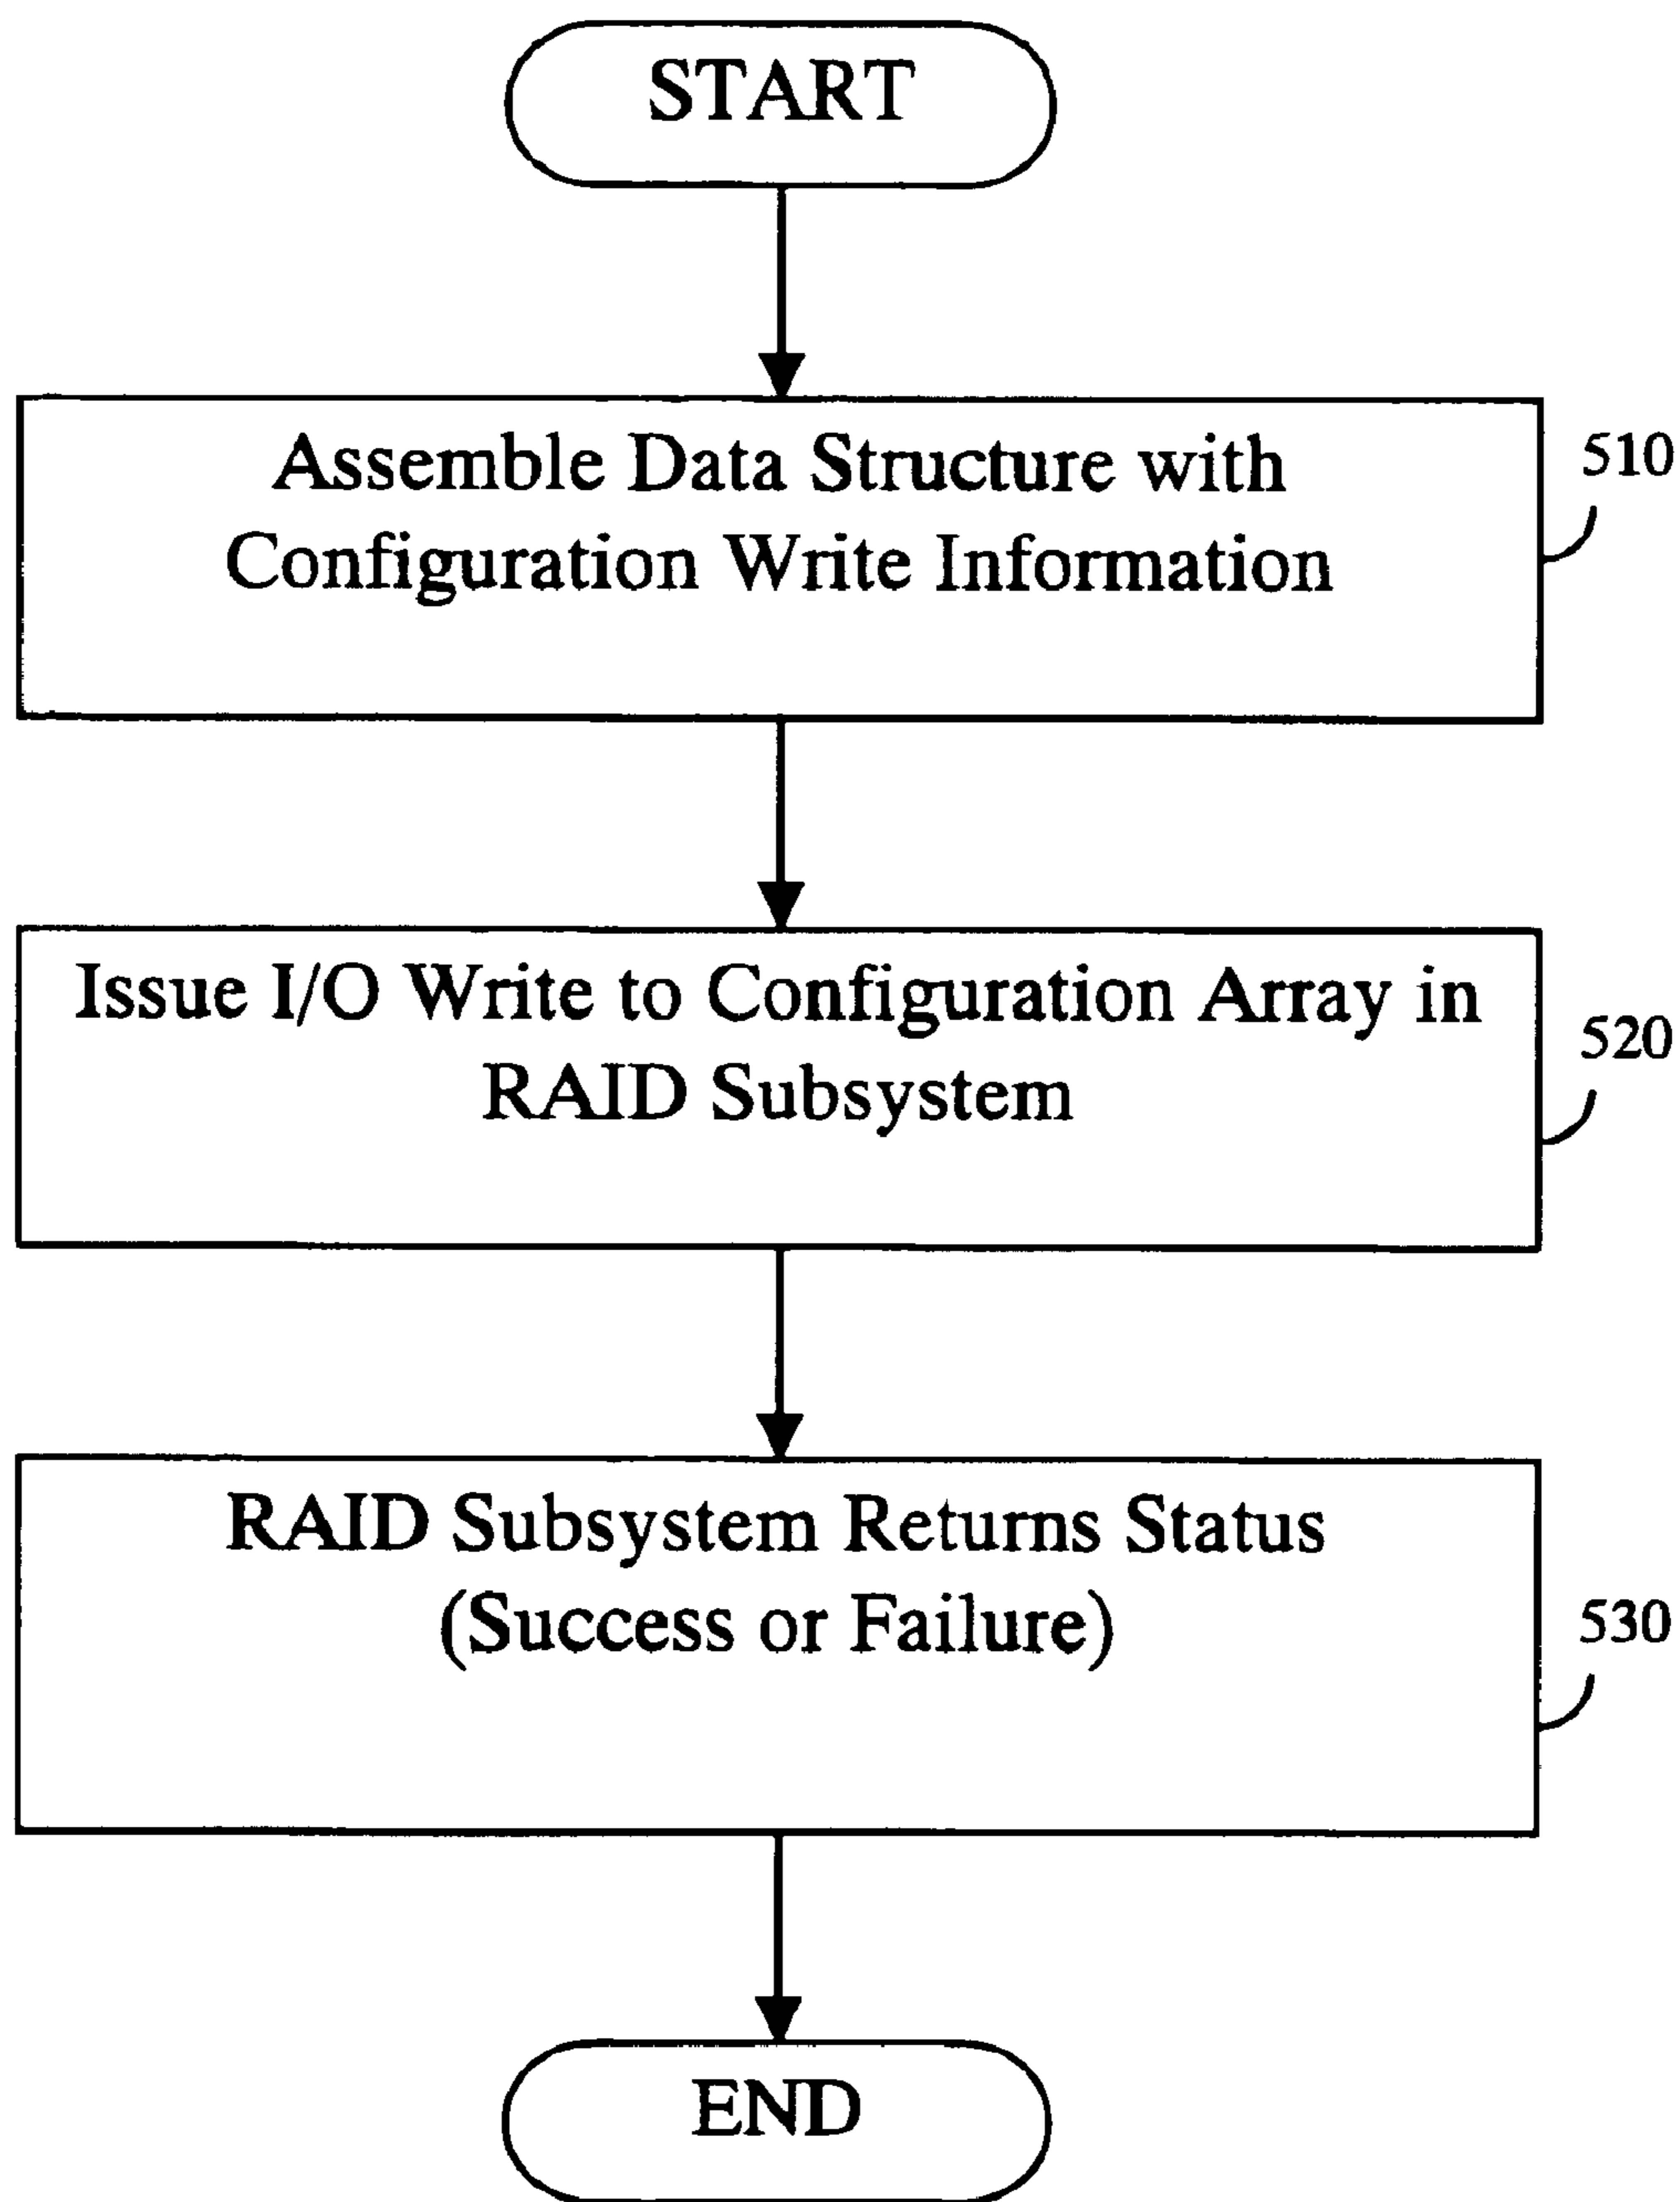 START
Assemble Data Structure with
Configuration Write Information
510
Issue I/O Write to Configuration Array in
RAID Subsystem
520
RAID Subsystem Returns Status
(Success or Failure)
530
END